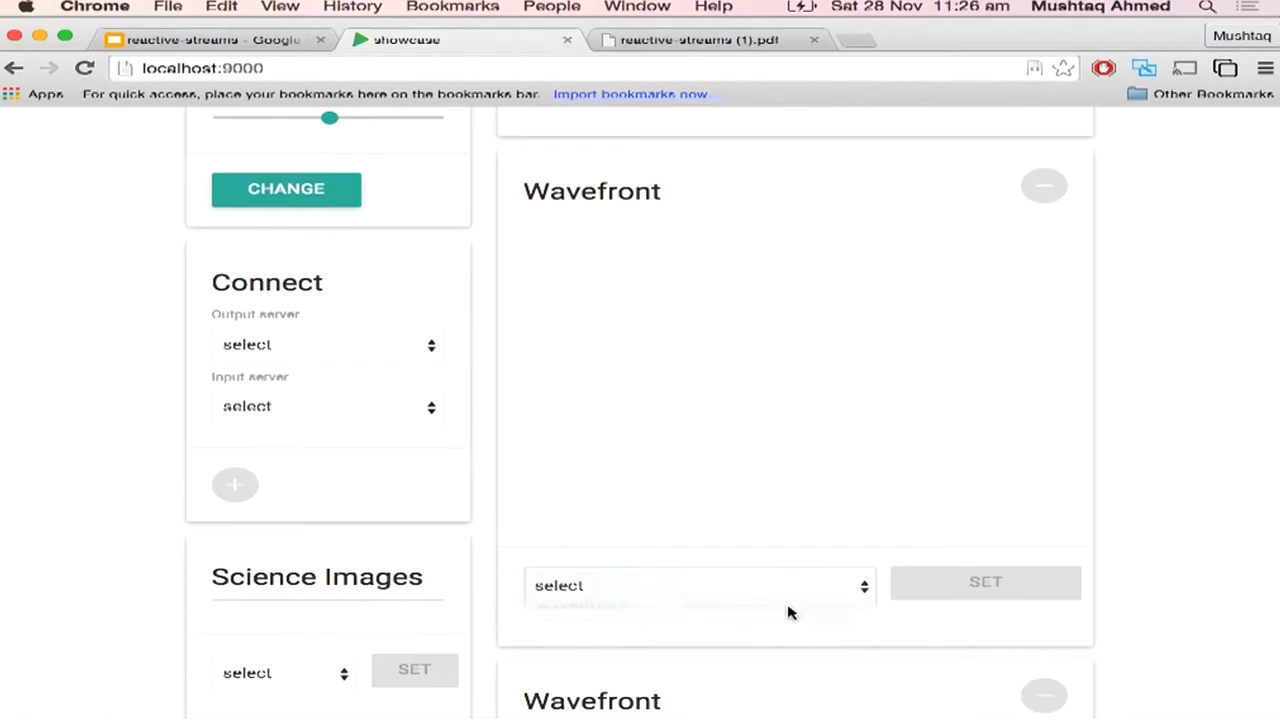 Chrome File Edit View History Bookmarks People Window Help Sat 28 Nov 11:26 am Mushtaq Ahmed
reactive-streams - Google showcase reactive-streams (1).pdf Mushtaq
localhost:9000
Apps For quick access, place your bookmarks here on the bookmarks bar. Import bookmarks now... Other Bookmarks
CHANGE
Connect
Output server
select
Input server
select
Science Images
select SET
Wavefront
select SET
Wavefront